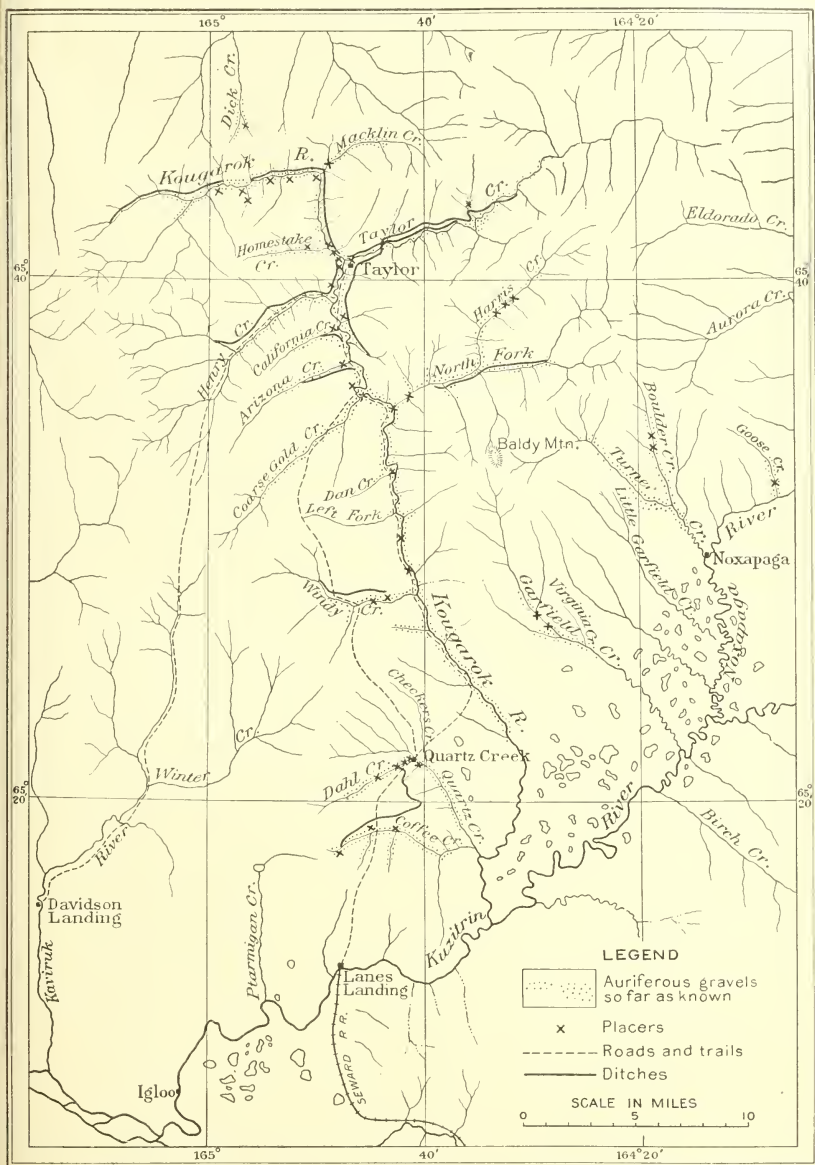 165°
40'
164°20'
Dick Cr.
Macklin Cr.
Kougarok R.
Taylor Cr.
Eldorado Cr.
Homestake
Cr.
Taylor
65°
40'
65°
40'
Harris Cr.
Aurora Cr.
Henry Cr.
California Cr.
Arizona Cr.
North Fork
Boulder Cr.
Goose Cr.
Baldy Mtn.
Coarse Gold Cr.
Turner Cr.
Dan Cr.
Left Fork
Little Garfield Cr.
River
Noxapaga
Noxapaga
Windy
Cr.
Garfield Cr.
Virginia Cr.
Kougarok R.
Checkers Cr.
Winter Cr.
Quartz Creek
Dahl Cr.
Quartz Cr.
65°
20'
65°
20'
River
River
Coffee Cr.
Birch Cr.
Davidson
Landing
Ptarmigan Cr.
Kuzitrin
Kaviruk
Lanes
Landing
SEWARD R.R.
Igloo
LEGEND
Auriferous gravels
so far as known
x Placers
Roads and trails
Ditches
SCALE IN MILES
0 5 10
165°
40'
164°20'